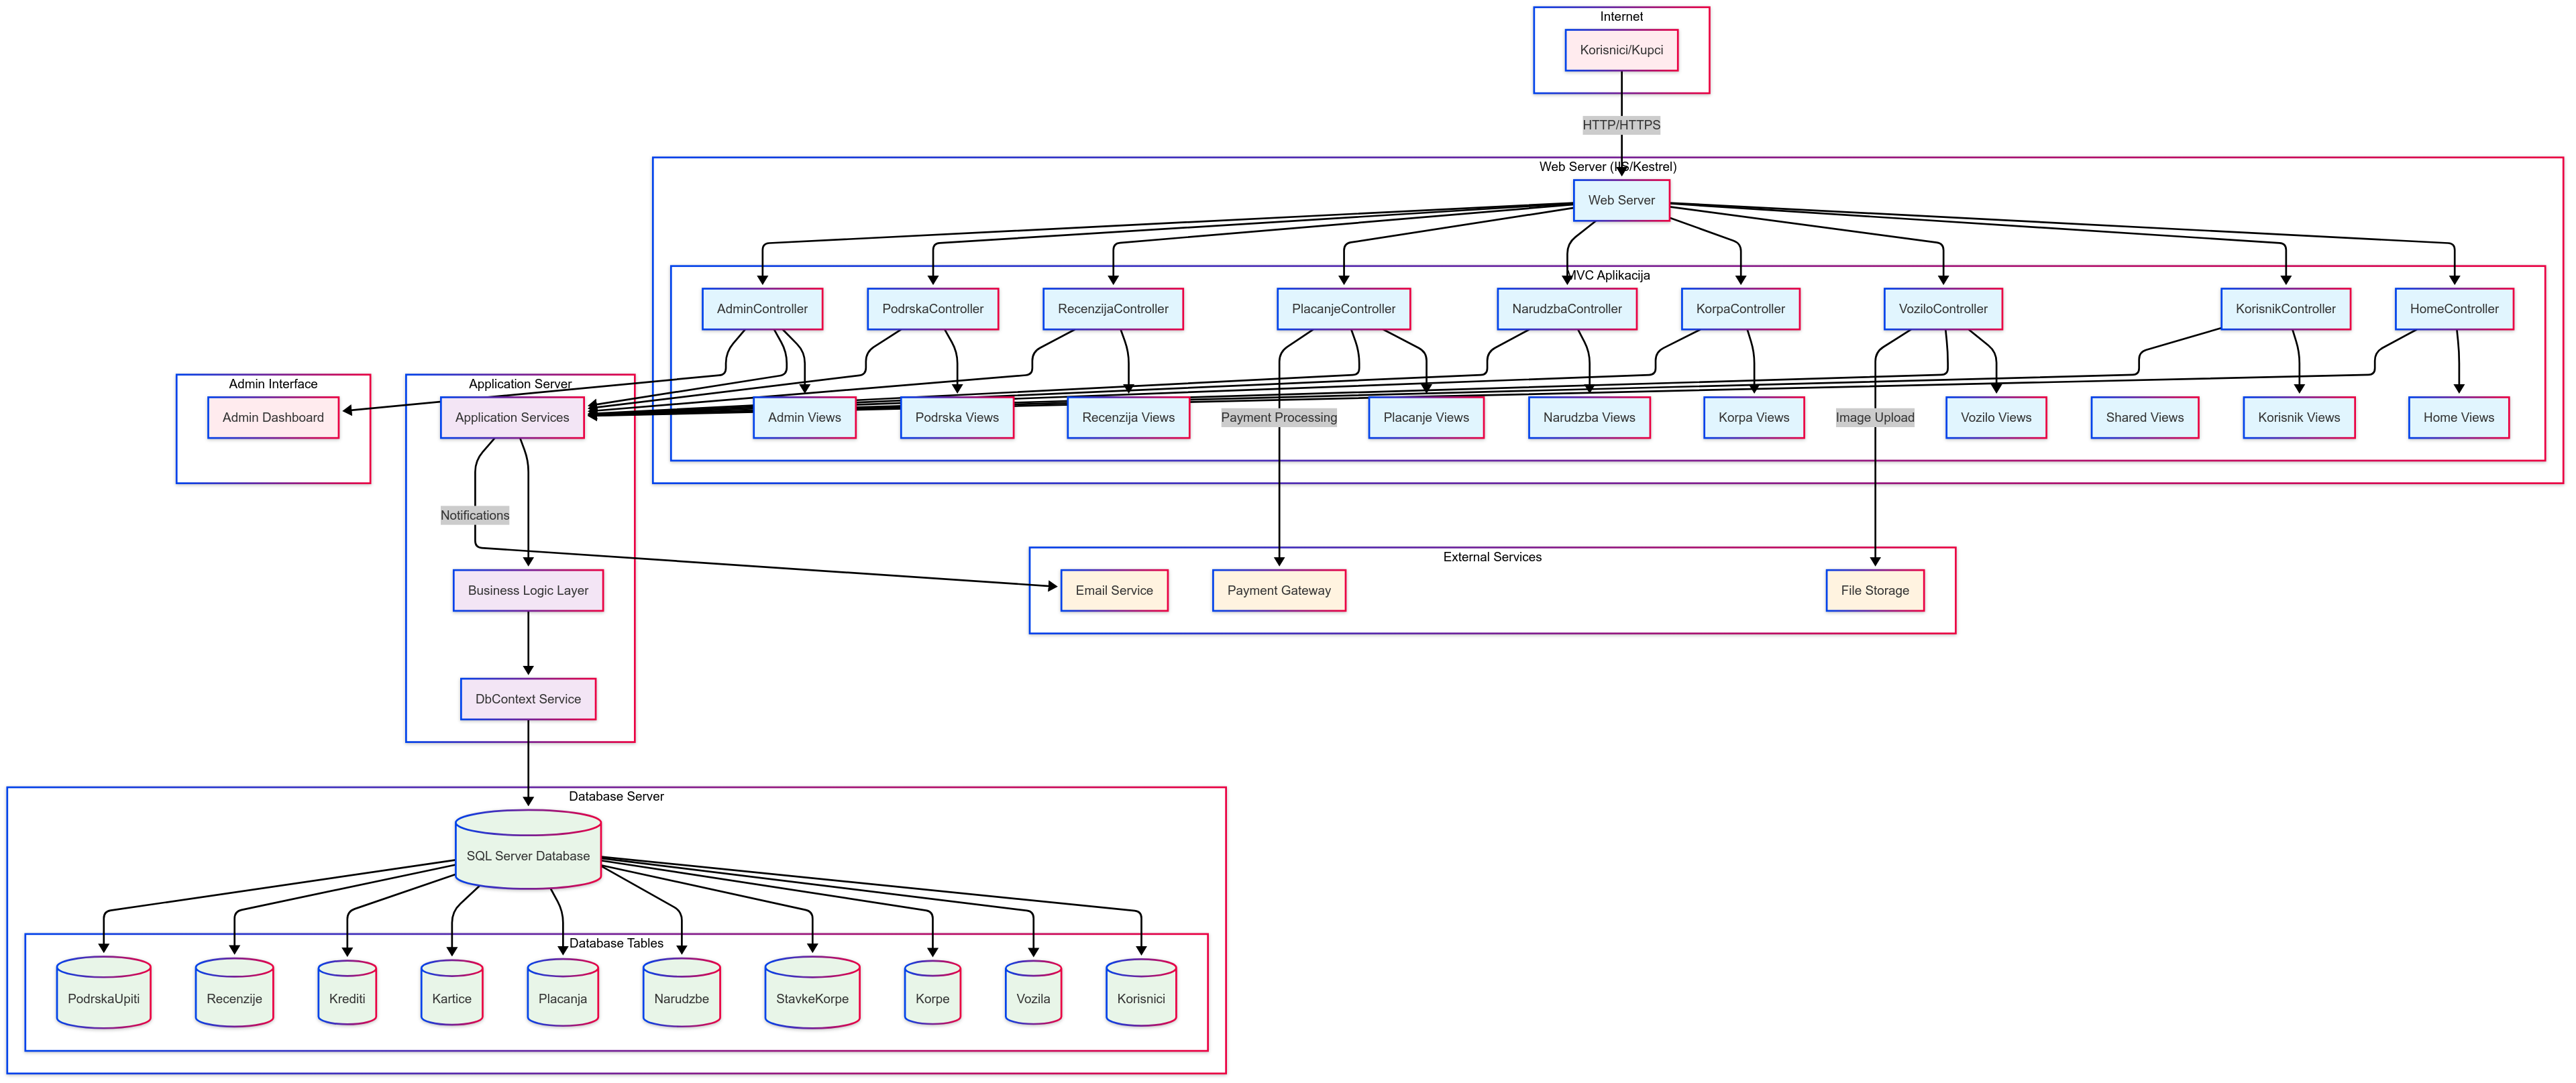 Internet
Korisnici/Kupci
HTTP/HTTPS
Web Server (IIS/Kestrel)
Web Server
MVC Aplikacija
AdminController
PodrskaController
RecenzijaController
PlacanjeController
NarudzbaController
KorpaController
VoziloController
KorisnikController
HomeController
Admin Interface
Admin Dashboard
Application Server
Application Services
Admin Views
Podrska Views
Recenzija Views
Payment Processing
Placanje Views
Narudzba Views
Korpa Views
Image Upload
Vozilo Views
Shared Views
Korisnik Views
Home Views
Notifications
External Services
Business Logic Layer
Email Service
Payment Gateway
File Storage
DbContext Service
Database Server
SQL Server Database
Database Tables
PodrskaUpiti
Recenzije
Krediti
Kartice
Placanja
Narudzbe
StavkeKorpe
Korpe
Vozila
Korisnici